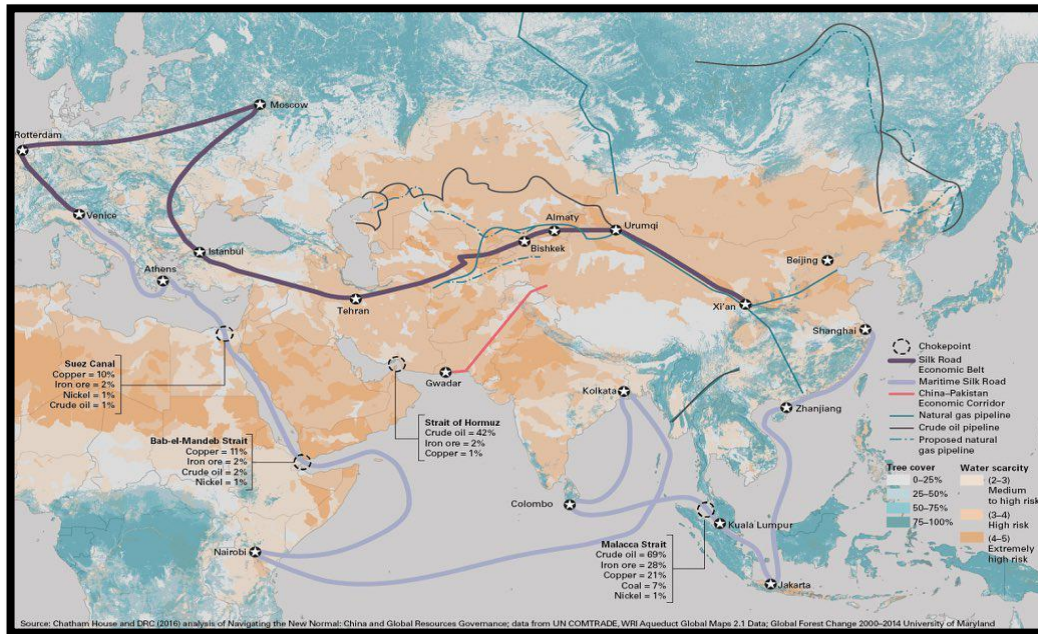 Moscow
Rotterdam
Venice
Istanbul
Athens
Tehran
Almaty
Bishkek
Urumqi
Beijing
Xi'an
Shanghai
Suez Canal
Copper = 10%
Iron ore = 2%
Nickel = 1%
Crude oil = 1%
Gwadar
Kolkata
Zhanjiang
Strait of Hormuz
Crude oil = 42%
Iron ore = 2%
Copper = 1%
Bab-el-Mandeb Strait
Copper = 11%
Iron ore = 2%
Crude oil = 2%
Nickel = 1%
Colombo
Kuala Lumpur
Nairobi
Malacca Strait
Crude oil = 69%
Iron ore = 28%
Copper = 21%
Coal = 7%
Nickel = 1%
Jakarta
Chokepoint
Silk Road
Economic Belt
Maritime Silk Road
China–Pakistan
Economic Corridor
Natural gas pipeline
Crude oil pipeline
Proposed natural
gas pipeline
Tree cover
0–25%
25–50%
50–75%
75–100%
Water scarcity
(2–3)
Medium
to high risk
(3–4)
High risk
(4–5)
Extremely
high risk
Source: Chatham House and DRC (2016) analysis of Navigating the New Normal: China and Global Resources Governance; data from UN COMTRADE, WRI Aqueduct Global Maps 2.1 Data; Global Forest Change 2000–2014 University of Maryland